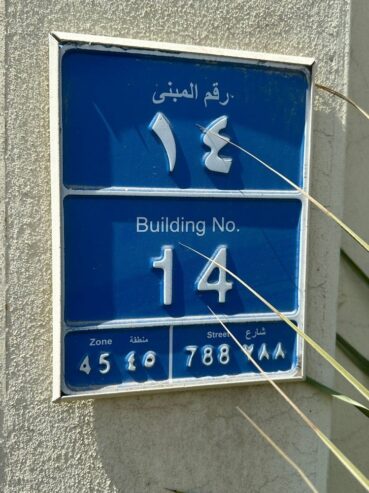 رقم المبنى
١٤
Building No.
14
Zone منطقة
45 ٤٥
Street شارع
788 ٧٨٨